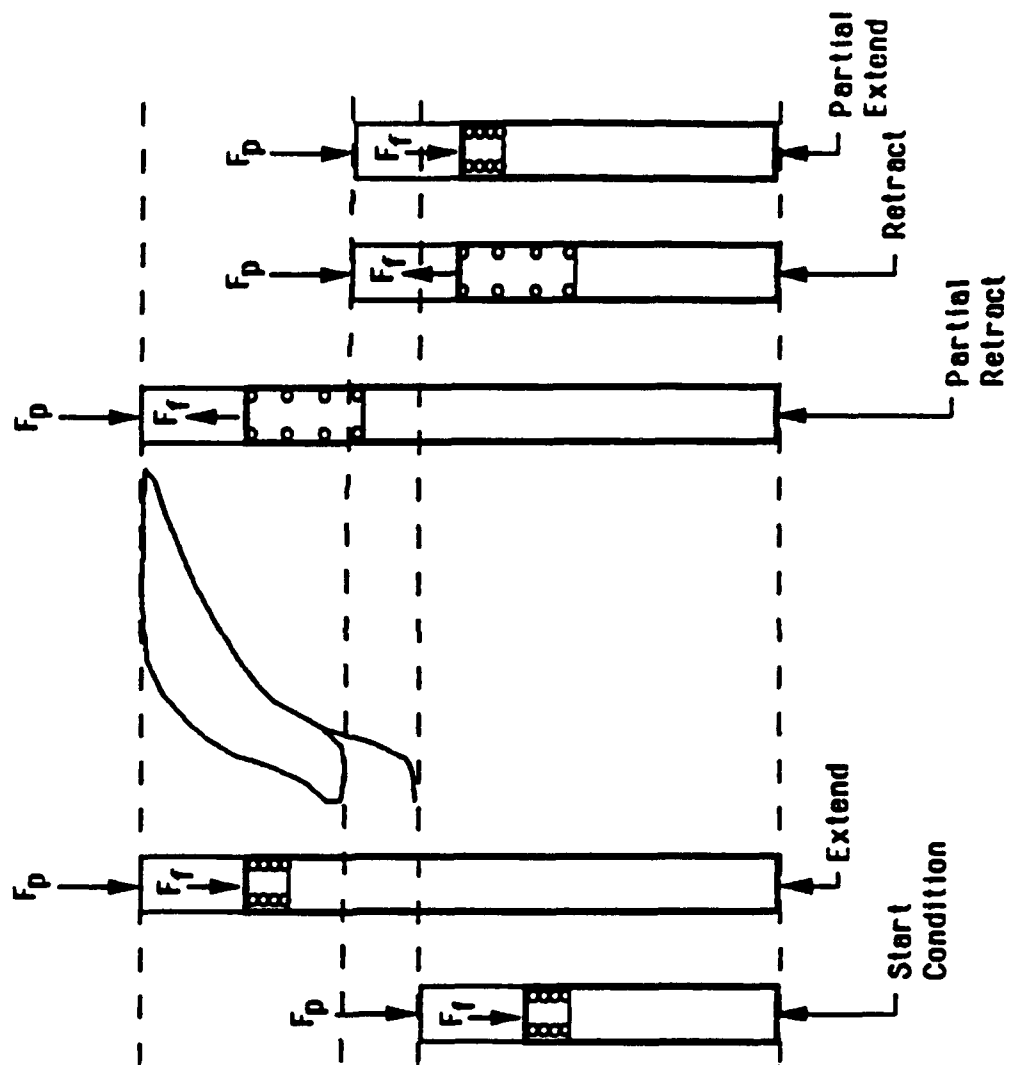 Fp
Ff
Start
Condition
Fp
Ff
Extend
Fp
Ff
Partial
Retract
Fp
Ff
Retract
Fp
Ff
Partial
Extend